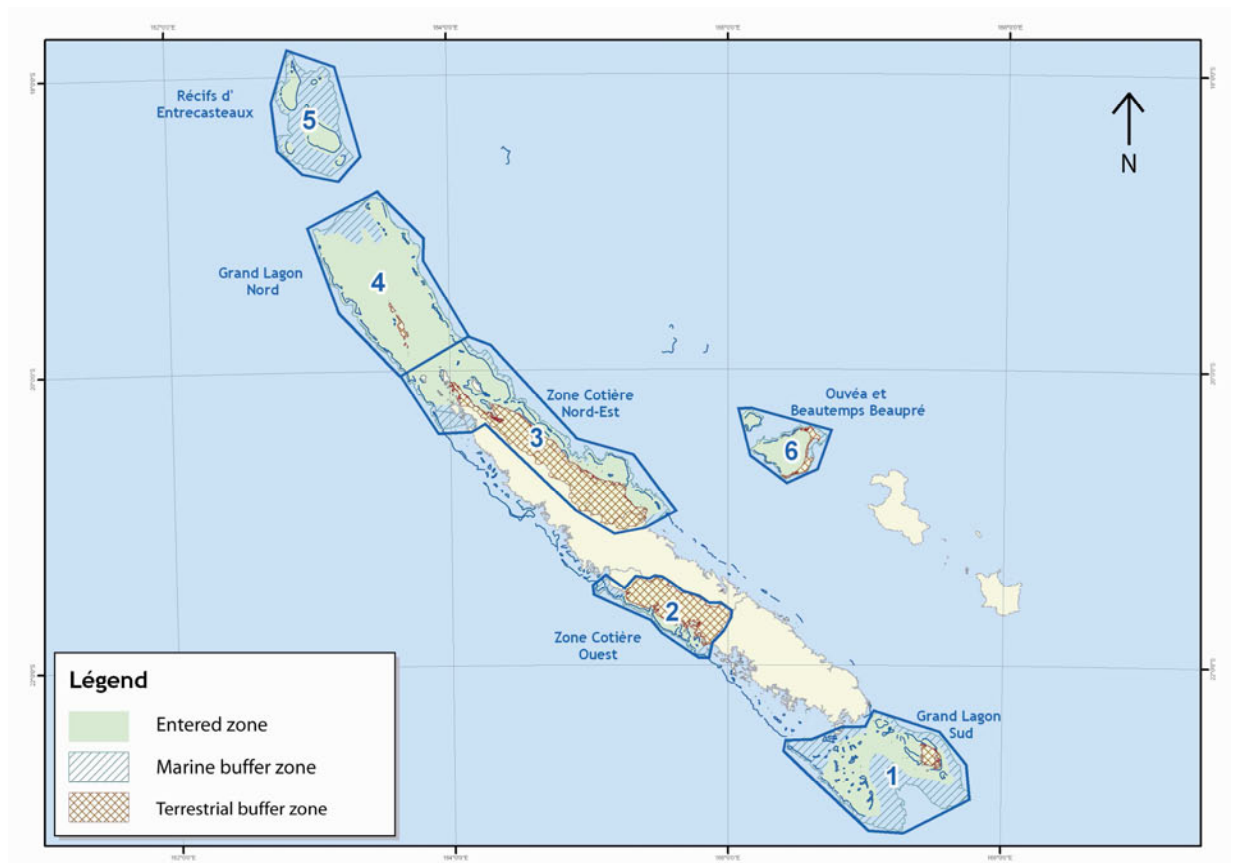 Récifs d'
Entrecasteaux
5
N
Grand Lagon
Nord
4
Zone Cotière
Nord-Est
3
Ouvéa et
Beautemps Beaupré
6
2
Zone Cotière
Ouest
Grand Lagon
Sud
1
Légend
Entered zone
Marine buffer zone
Terrestrial buffer zone